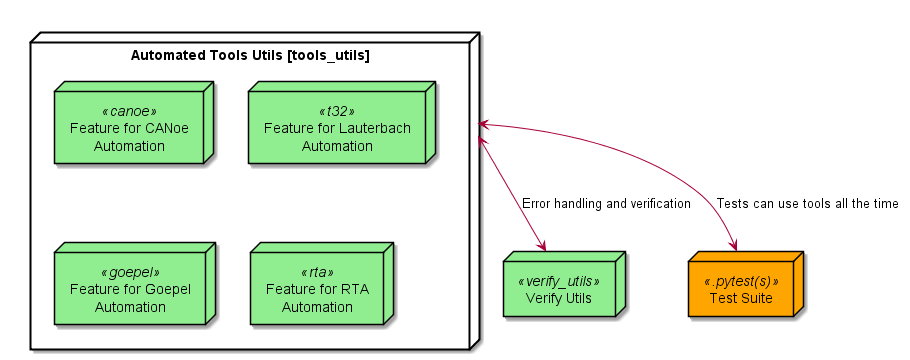 Automated Tools Utils [tools_utils]
«canoe»
Feature for CANoe
Automation
«t32»
Feature for Lauterbach
Automation
Error handling and verification
Tests can use tools all the time
«goepel»
Feature for Goepel
Automation
«rta»
Feature for RTA
Automation
«verify_utils»
Verify Utils
«.pytest(s)»
Test Suite